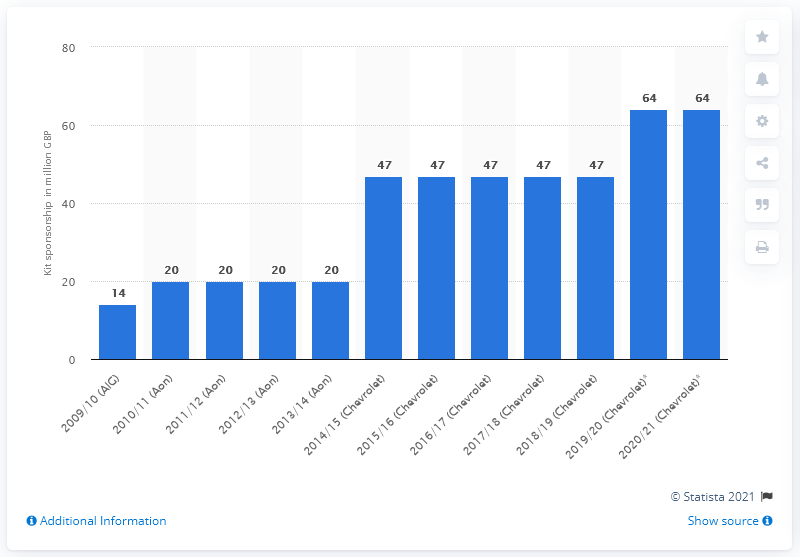 80
60
40
20
0
Kit sponsorship in million GBP
14
20
20
20
20
47
47
47
47
47
64
64
2009/10 (AIG)
2010/11 (Aon)
2011/12 (Aon)
2012/13 (Aon)
2013/14 (Aon)
2014/15 (Chevrolet)
2015/16 (Chevrolet)
2016/17 (Chevrolet)
2017/18 (Chevrolet)
2018/19 (Chevrolet)
2019/20 (Chevrolet)*
2020/21 (Chevrolet)*
© Statista 2021
Additional Information
Show source